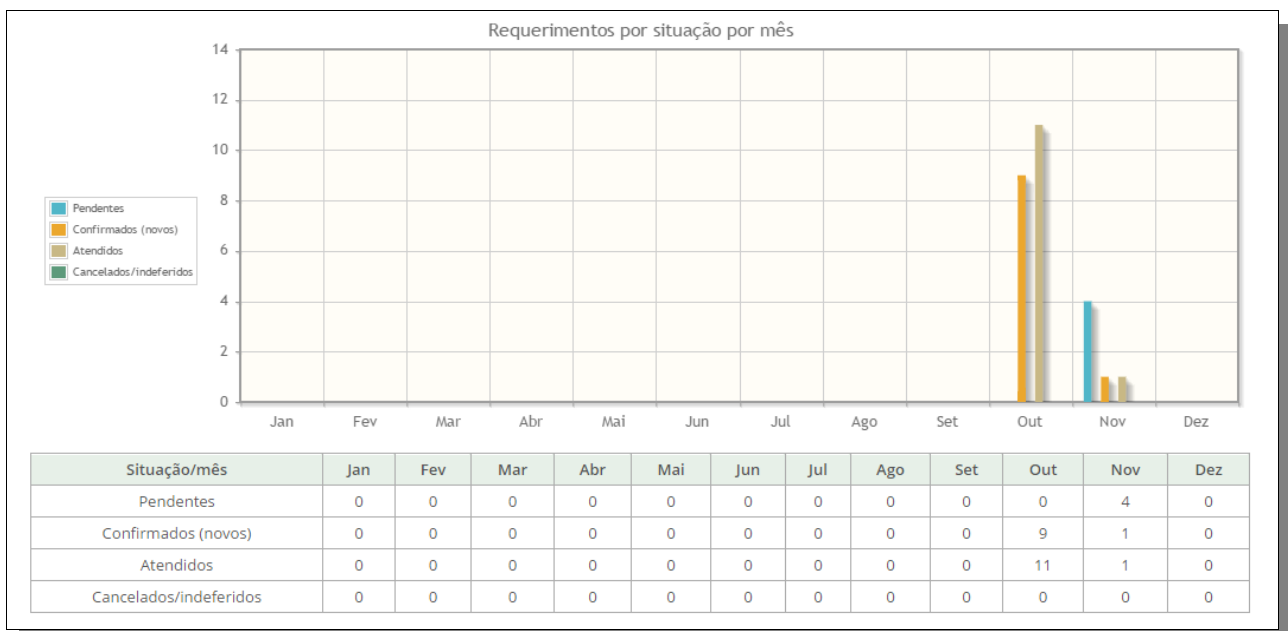 Requerimentos por situação por mês
14
12
10
8
6
4
2
0
Pendentes
Confirmados (novos)
Atendidos
Cancelados/indeferidos
Jan Fev Mar Abr Mai Jun Jul Ago Set Out Nov Dez
Situação/mês Jan Fev Mar Abr Mai Jun Jul Ago Set Out Nov Dez
Pendentes 0 0 0 0 0 0 0 0 0 0 4 0
Confirmados (novos) 0 0 0 0 0 0 0 0 0 9 1 0
Atendidos 0 0 0 0 0 0 0 0 0 11 1 0
Cancelados/indeferidos 0 0 0 0 0 0 0 0 0 0 0 0